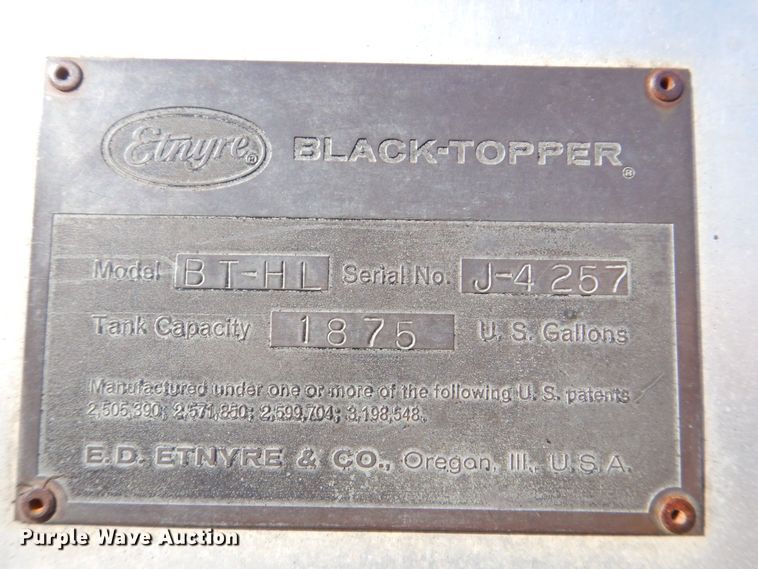 Etnyre® BLACK-TOPPER®
Model BT-HL Serial No. J-4257
Tank Capacity 1875 U. S. Gallons
Manufactured under one or more of the following U. S. patents
2,505,390; 2,571,850; 2,599,704; 3,198,548.
E. D. ETNYRE & CO., Oregon, Ill., U. S. A.
Purple Wave Auction